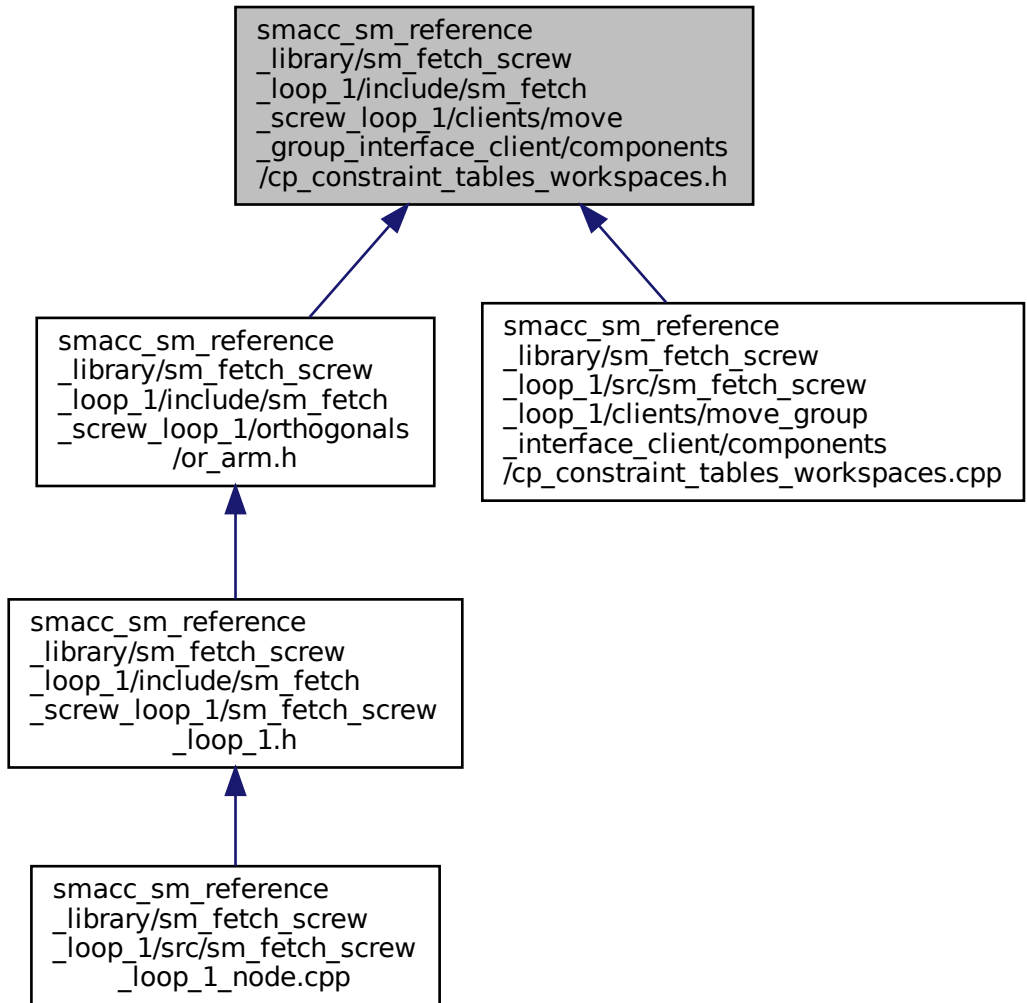 smacc_sm_reference
_library/sm_fetch_screw
_loop_1/include/sm_fetch
_screw_loop_1/clients/move
_group_interface_client/components
/cp_constraint_tables_workspaces.h
smacc_sm_reference
_library/sm_fetch_screw
_loop_1/include/sm_fetch
_screw_loop_1/orthogonals
/or_arm.h
smacc_sm_reference
_library/sm_fetch_screw
_loop_1/src/sm_fetch_screw
_loop_1/clients/move_group
_interface_client/components
/cp_constraint_tables_workspaces.cpp
smacc_sm_reference
_library/sm_fetch_screw
_loop_1/include/sm_fetch
_screw_loop_1/sm_fetch_screw
_loop_1.h
smacc_sm_reference
_library/sm_fetch_screw
_loop_1/src/sm_fetch_screw
_loop_1_node.cpp